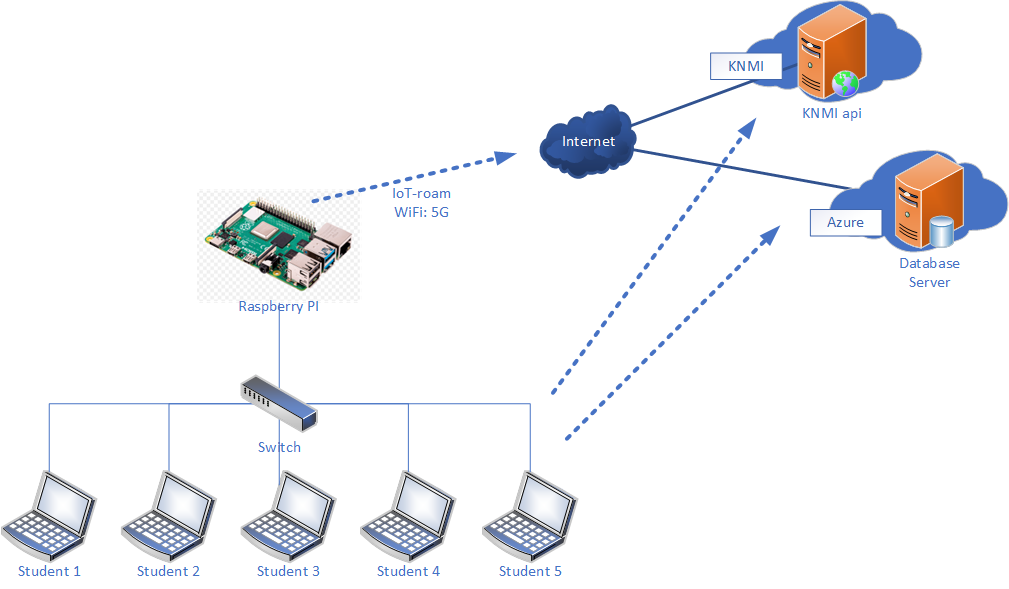 KNMI
KNMI api
Internet
IoT-roam
WiFi: 5G
Azure
Database
Server
Raspberry PI
Switch
Student 1
Student 2
Student 3
Student 4
Student 5